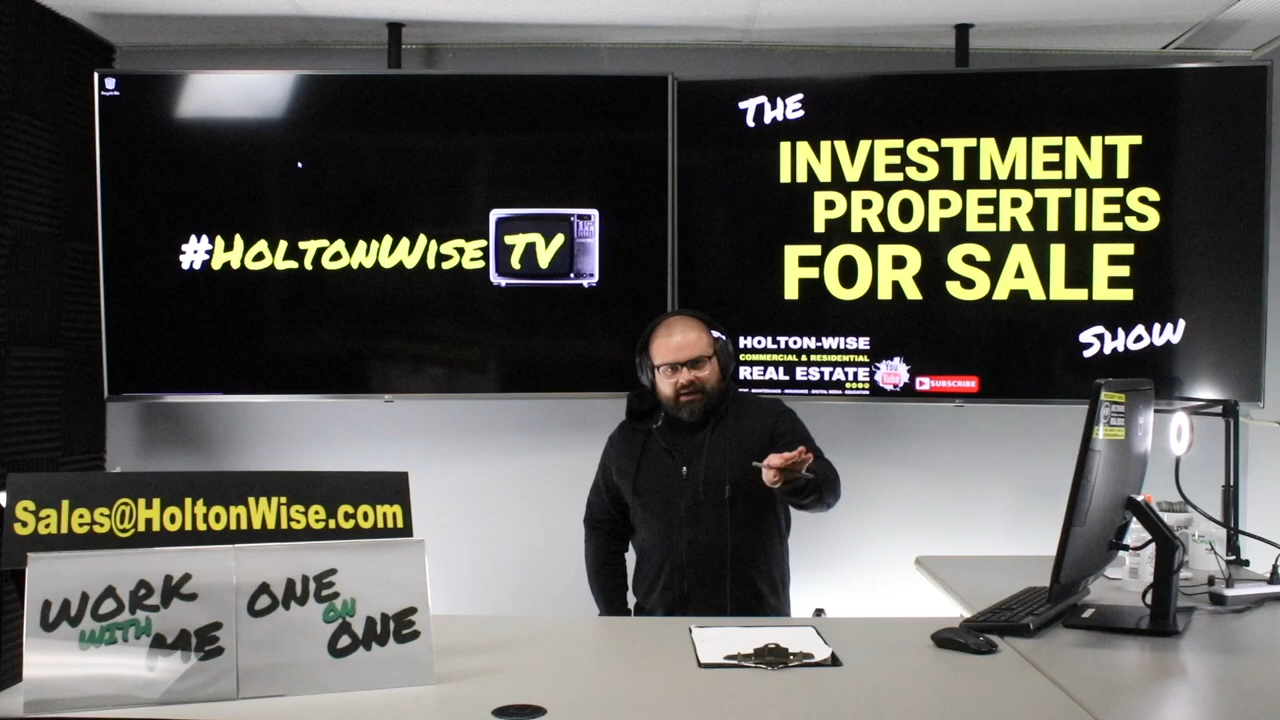 #HOLTONWISE TV
THE
INVESTMENT
PROPERTIES
FOR SALE
SHOW
HOLTON-WISE
COMMERCIAL & RESIDENTIAL
REAL ESTATE
You
Tube
SUBSCRIBE
Sales@HoltonWise.com
WORK
WITH
ME
ONE
ON
ONE